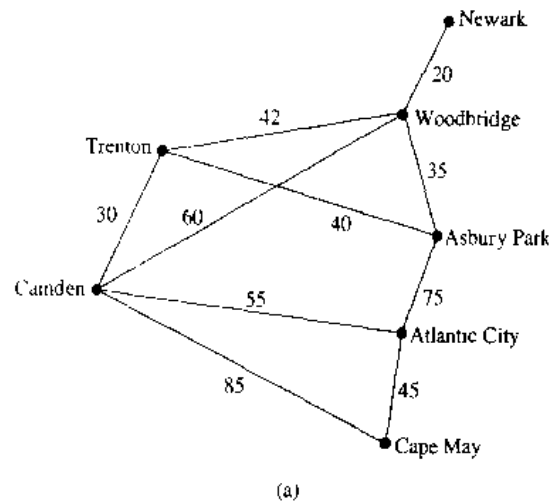 Newark
20
42
Woodbridge
Trenton
35
30
60
40
Asbury Park
Camden
55
75
Atlantic City
85
45
Cape May
(a)